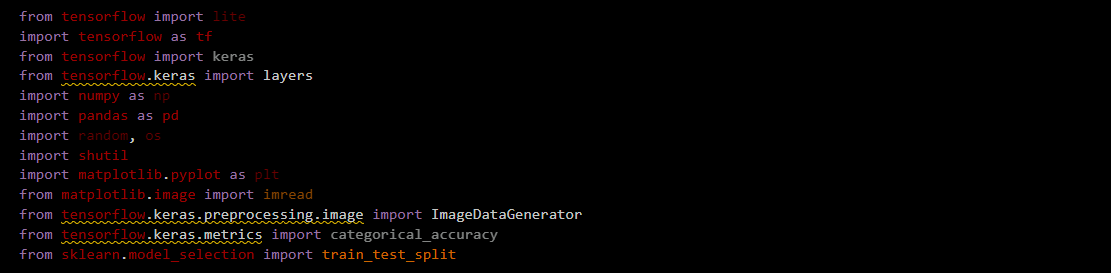 from tensorflow import lite
import tensorflow as tf
from tensorflow import keras
from tensorflow.keras import layers
import numpy as np
import pandas as pd
import random, os
import shutil
import matplotlib.pyplot as plt
from matplotlib.image import imread
from tensorflow.keras.preprocessing.image import ImageDataGenerator
from tensorflow.keras.metrics import categorical_accuracy
from sklearn.model_selection import train_test_split